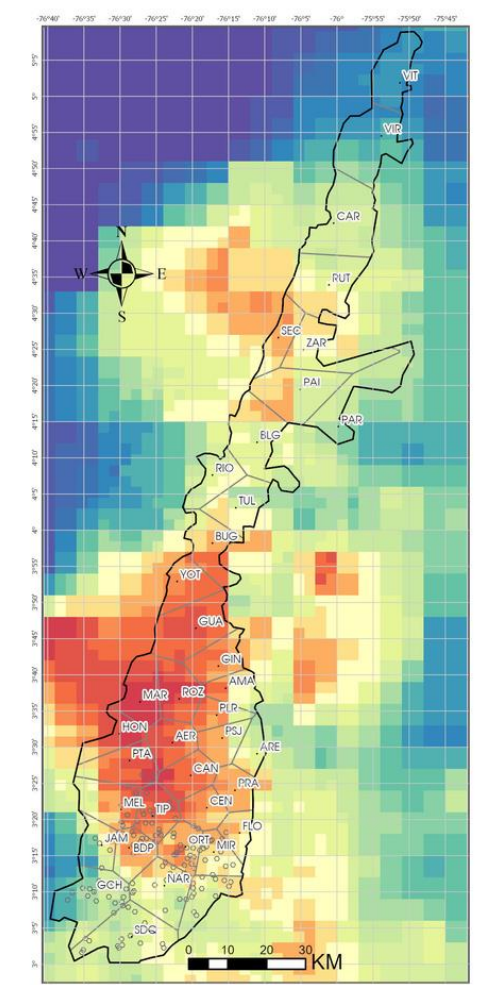 -76°40' -76°35' -76°30' -76°25' -76°20' -76°15' -76°10' -76°5' -76° -75°55' -75°50' -75°45'
5°5'
VIT
5°
VIR
4°55'
4°50'
4°45'
CAR
4°40'
N
W E
S
4°35'
RUT
4°30'
SEC
ZAR
4°25'
PAI
4°20'
PAR
4°15'
BLG
4°10'
RIO
4°5'
TUL
4°
BUG
3°55'
YOT
3°50'
GUA
3°45'
GIN
3°40'
AMA
MAR ROZ
PLR
3°35'
HON
PSJ
AER
ARE
3°30'
PTA
CAN
3°25'
PRA
MEL
CEN
TIP
3°20'
FLO
JAM
ORT
BDP
MIR
3°15'
NAR
GCH
3°10'
3°5'
SDQ
3°
0 10 20 30 KM